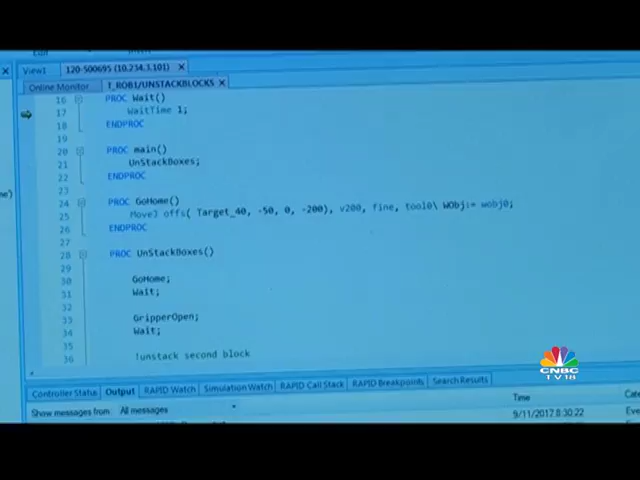 View1 120-500695 (10.234.3.101) X
Online Monitor T_ROB1/UNSTACKBLOCKS X
16 PROC Wait()
17 WaitTime 1;
18 ENDPROC
19
20 PROC main()
21 UnStackBoxes;
22 ENDPROC
23
24 PROC GoHome()
25 MoveJ offs( Target_40, -50, 0, -200), v200, fine, tool0\ WObj:= wobj0;
26 ENDPROC
27
28 PROC UnStackBoxes()
29
30 GoHome;
31 Wait;
32
33 GripperOpen;
34 Wait;
35
36 !unstack second block
CNBC
TV18
Controller Status Output RAPID Watch Simulation Watch RAPID Call Stack RAPID Breakpoints Search Results
Show messages from: All messages Time
9/11/2017 8:30:22